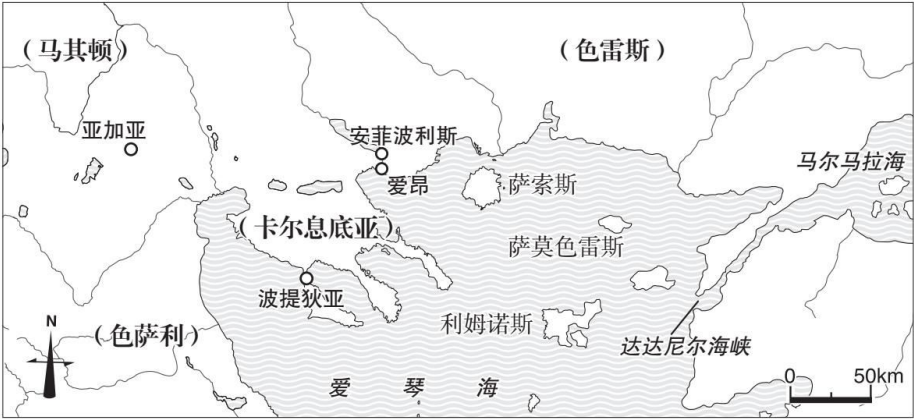 （马其顿）
（色雷斯）
亚加亚
安菲波利斯
马尔马拉海
爱昂
萨索斯
（卡尔息底亚）
萨莫色雷斯
波提狄亚
利姆诺斯
N
（色萨利）
达达尼尔海峡
0 50km
爱琴海